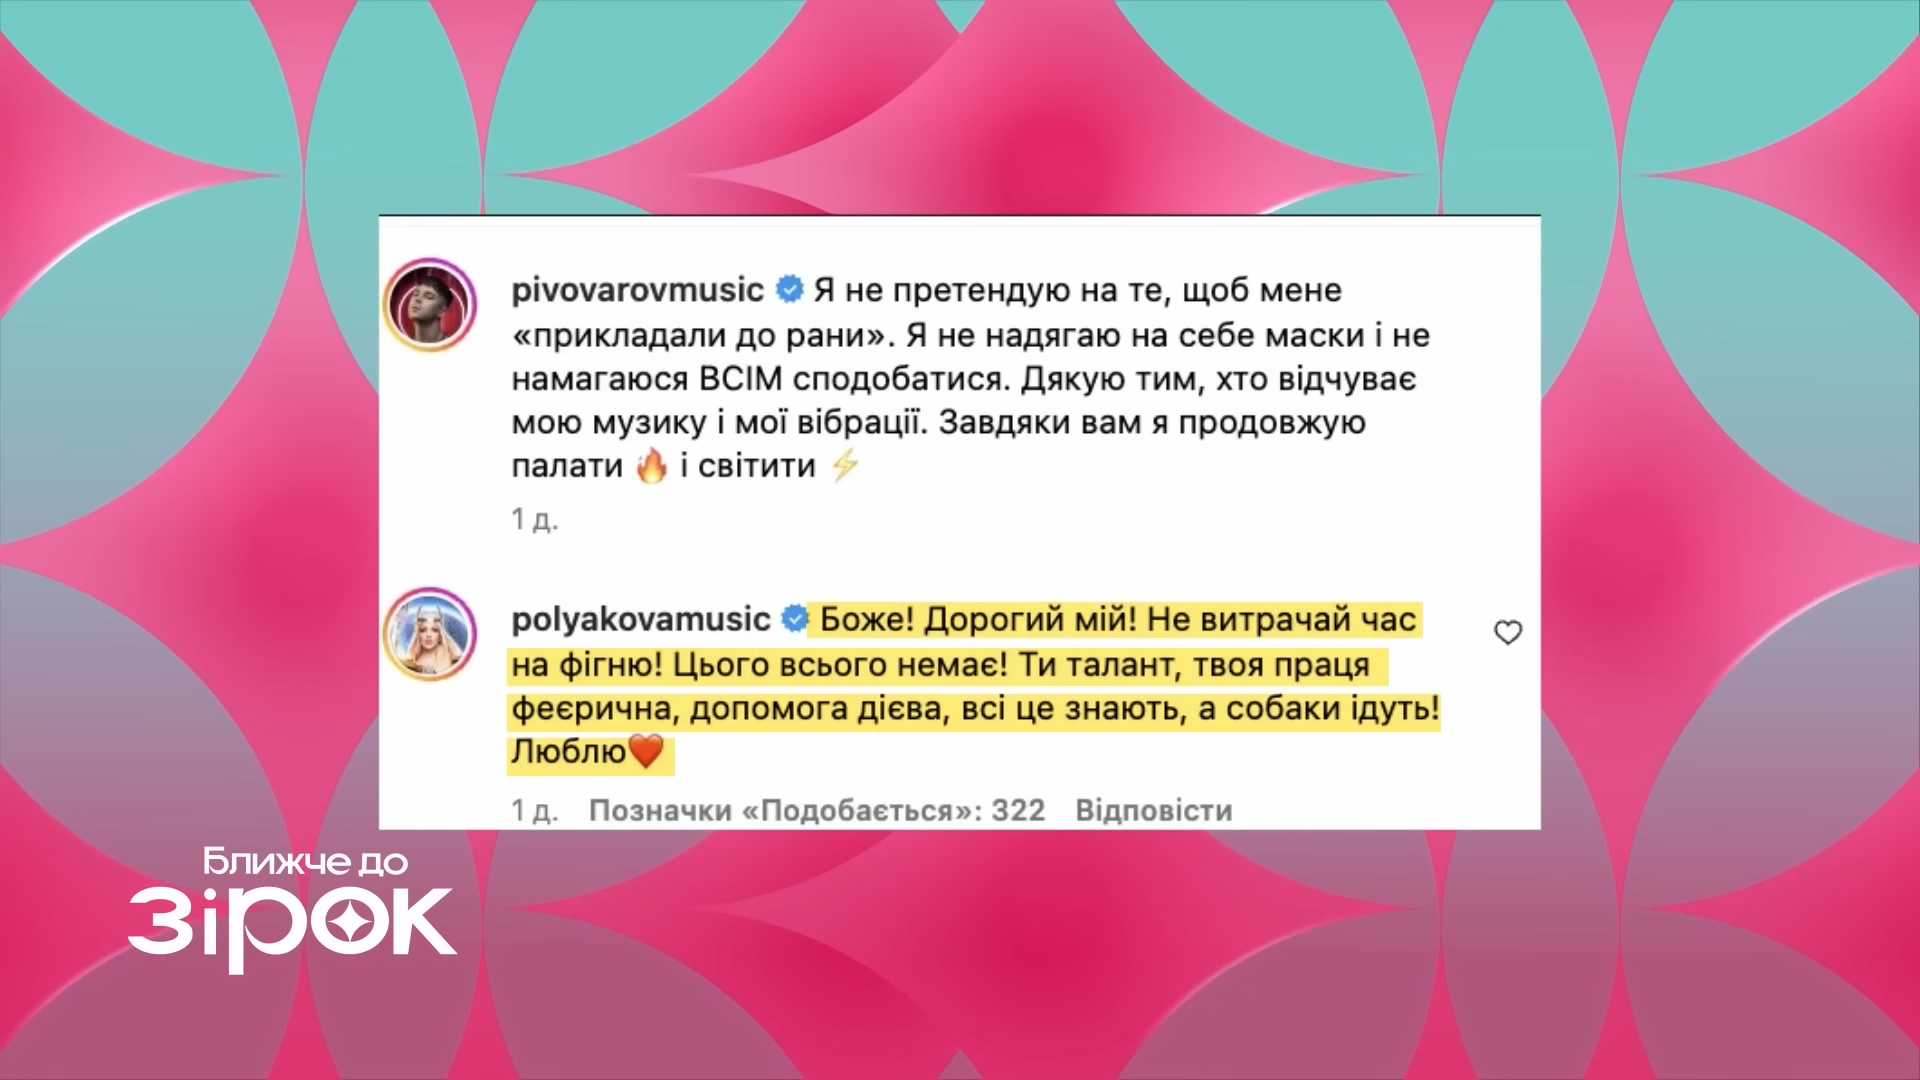 pivovarovmusic Я не претендую на те, щоб мене
«прикладали до рани». Я не надягаю на себе маски і не
намагаюся ВСІМ сподобатися. Дякую тим, хто відчуває
мою музику і мої вібрації. Завдяки вам я продовжую
палати 🔥 і світити ⚡
1 д.
polyakovamusic Боже! Дорогий мій! Не витрачай час
на фігню! Цього всього немає! Ти талант, твоя праця
феєрична, допомога дієва, всі це знають, а собаки ідуть!
Люблю❤️
1 д. Позначки «Подобається»: 322 Відповісти
Ближче до
зірок